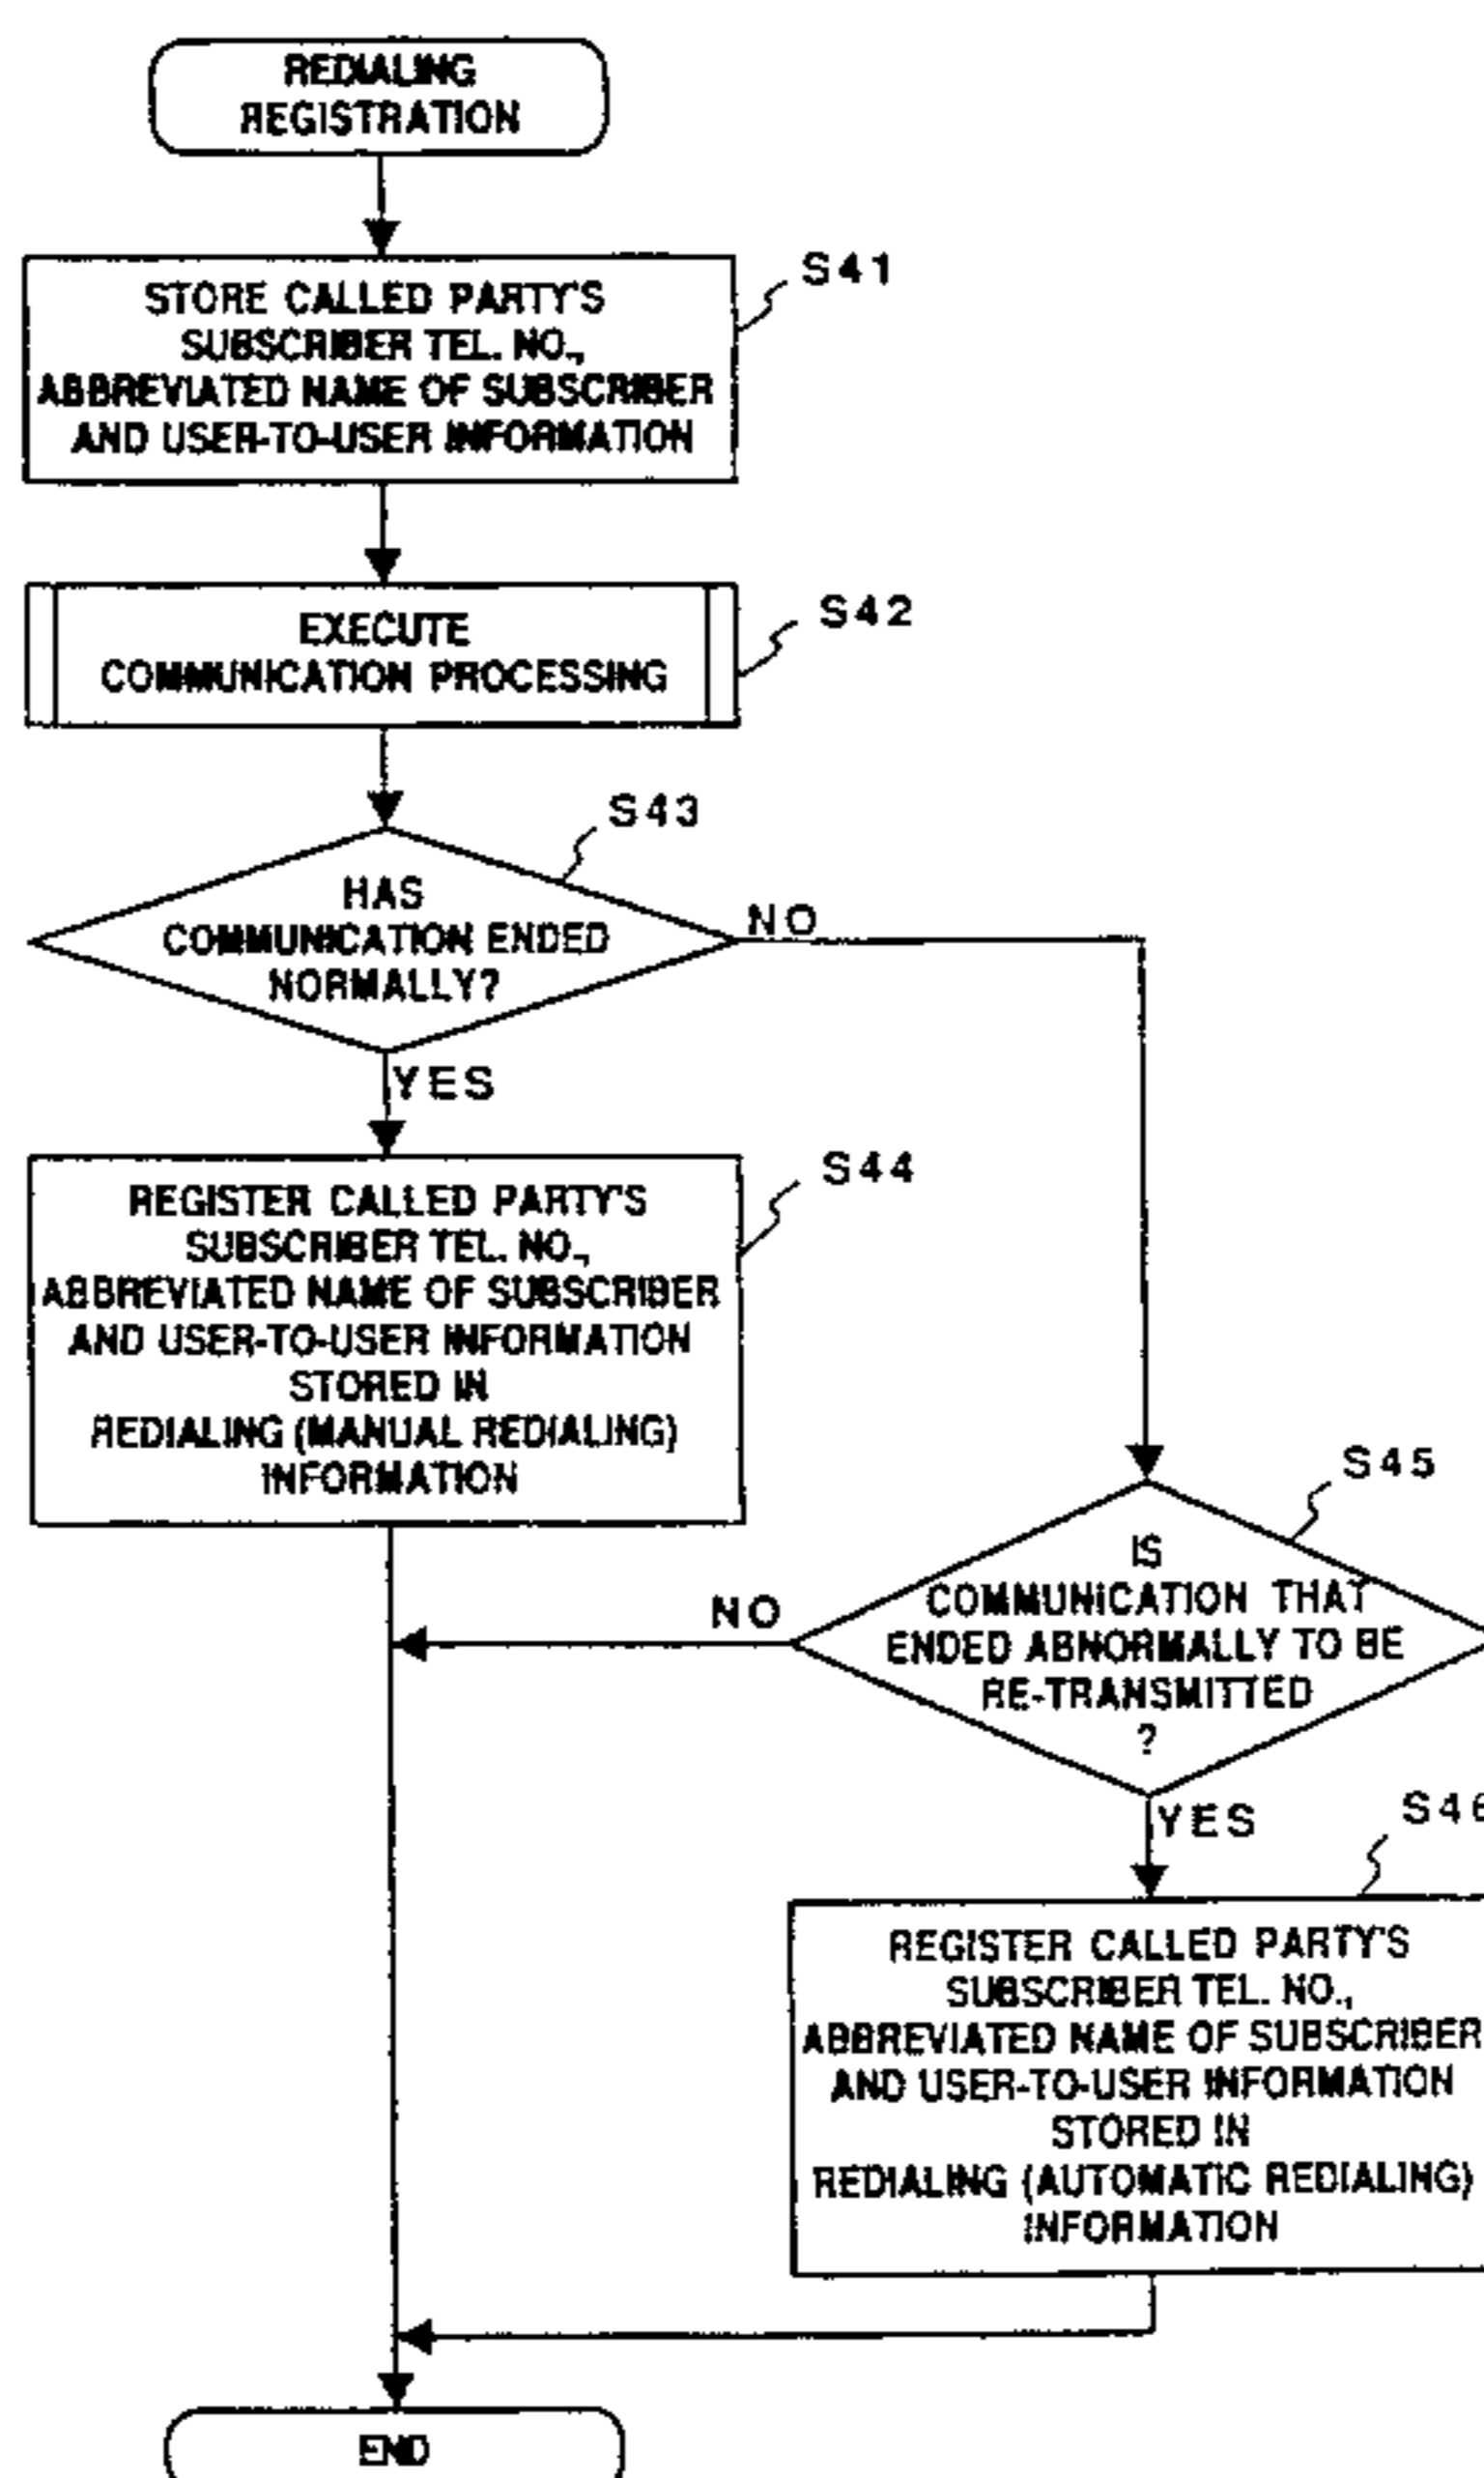 REDIALING
REGISTRATION
S41
STORE CALLED PARTY'S
SUBSCRIBER TEL. NO.,
ABBREVIATED NAME OF SUBSCRIBER
AND USER-TO-USER INFORMATION
S42
EXECUTE
COMMUNICATION PROCESSING
S43
HAS
COMMUNICATION ENDED
NORMALLY?
NO
YES
S44
REGISTER CALLED PARTY'S
SUBSCRIBER TEL. NO.,
ABBREVIATED NAME OF SUBSCRIBER
AND USER-TO-USER INFORMATION
STORED IN
REDIALING (MANUAL REDIALING)
INFORMATION
S45
IS
COMMUNICATION THAT
ENDED ABNORMALLY TO BE
RE-TRANSMITTED
?
NO
YES
S46
REGISTER CALLED PARTY'S
SUBSCRIBER TEL. NO.,
ABBREVIATED NAME OF SUBSCRIBER
AND USER-TO-USER INFORMATION
STORED IN
REDIALING (AUTOMATIC REDIALING)
INFORMATION
END